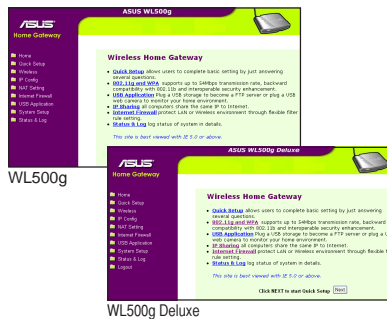 ASUS WL500g
/SUS
Home Gateway
Home
Quick Setup
Wireless
IP Config
NAT Setting
Internet Firewall
USB Application
System Setup
Status & Log
Wireless Home Gateway
Quick Setup allows users to complete basic setting by just answering
several questions.
802.11g and WPA supports up to 54Mbps transmission rate, backward
compatibility with 802.11b and interoperable security enhancement.
USB Application Plug a USB storage to become a FTP server or plug a USB
web camera to monitor your home environment.
IP Sharing all computers share the same IP to Internet.
Internet Firewall protect LAN or Wireless environment through flexible filter
rule setting.
Status & Log log status of system in details.
This site is best viewed with IE 5.0 or above.
WL500g
ASUS WL500g Deluxe
/SUS
Home Gateway
Home
Quick Setup
Wireless
IP Config
NAT Setting
Internet Firewall
USB Application
System Setup
Status & Log
Logout
Wireless Home Gateway
Quick Setup allows users to complete basic setting by just answering
several questions.
802.11g and WPA supports up to 54Mbps transmission rate, backward
compatibility with 802.11b and interoperable security enhancement.
USB Application Plug a USB storage to become a FTP server or plug a U
web camera to monitor your home environment.
IP Sharing all computers share the same IP to Internet.
Internet Firewall protect LAN or Wireless environment through flexible f
rule setting.
Status & Log log status of system in details.
This site is best viewed with IE 5.0 or above.
Click NEXT to start Quick Setup Next
WL500g Deluxe